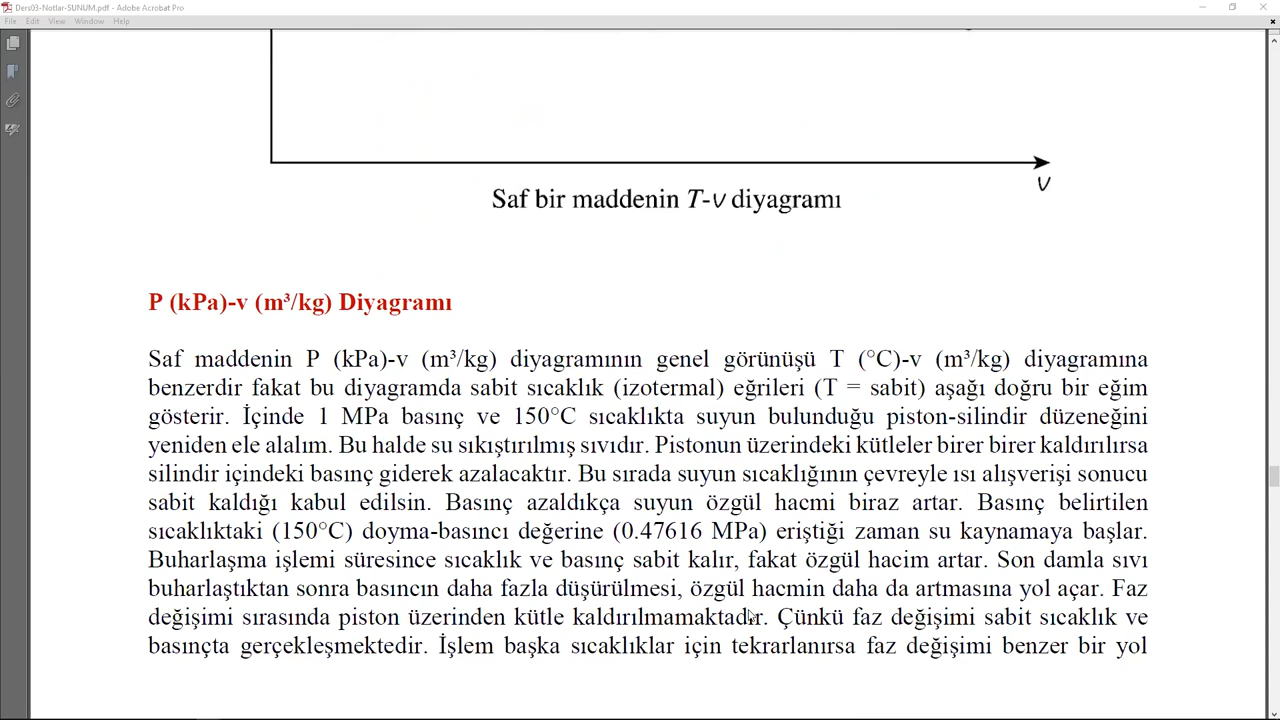 Ders03-Notlar-SUNUM.pdf - Adobe Acrobat Pro
File Edit View Window Help
v
Saf bir maddenin T-v diyagramı
P (kPa)-v (m³/kg) Diyagramı
Saf maddenin P (kPa)-v (m³/kg) diyagramının genel görünüşü T (°C)-v (m³/kg) diyagramına
benzerdir fakat bu diyagramda sabit sıcaklık (izotermal) eğrileri (T = sabit) aşağı doğru bir eğim
gösterir. İçinde 1 MPa basınç ve 150°C sıcaklıkta suyun bulunduğu piston-silindir düzeneğini
yeniden ele alalım. Bu halde su sıkıştırılmış sıvıdır. Pistonun üzerindeki kütleler birer birer kaldırılırsa
silindir içindeki basınç giderek azalacaktır. Bu sırada suyun sıcaklığının çevreyle ısı alışverişi sonucu
sabit kaldığı kabul edilsin. Basınç azaldıkça suyun özgül hacmi biraz artar. Basınç belirtilen
sıcaklıktaki (150°C) doyma-basıncı değerine (0.47616 MPa) eriştiği zaman su kaynamaya başlar.
Buharlaşma işlemi süresince sıcaklık ve basınç sabit kalır, fakat özgül hacim artar. Son damla sıvı
buharlaştıktan sonra basıncın daha fazla düşürülmesi, özgül hacmin daha da artmasına yol açar. Faz
değişimi sırasında piston üzerinden kütle kaldırılmamaktadır. Çünkü faz değişimi sabit sıcaklık ve
basınçta gerçekleşmektedir. İşlem başka sıcaklıklar için tekrarlanırsa faz değişimi benzer bir yol